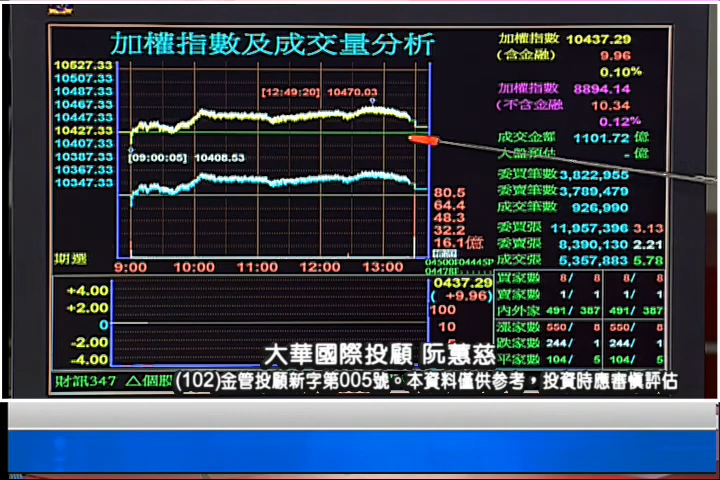 加權指數及成交量分析
10527.33
10507.33
10487.33
10467.33
10447.33
10427.33
10407.33
10387.33
10367.33
10347.33
[12:49:20] 10470.03
[09:00:05] 10408.53
80.5
64.4
48.3
32.2
16.1億
期選
9:00 10:00 11:00 12:00 13:00
加權指數 10437.29
(含金融) 9.96
0.10%
加權指數 8894.14
(不含金融 10.34
0.12%
成交金額 1101.72 億
大盤預估 - 億
委買筆數 3,822,955
委賣筆數 3,789,479
成交筆數 926,990
委買張 11,957,396 3.13
委賣張 8,390,130 2.21
成交張 5,357,883 5.78
買家數 8/ 8 8/ 8
賣家數 1/ 1 1/ 1
內外家 491/ 387 491/ 387
漲家數 550/ 8 550/ 8
跌家數 244/ 1 244/ 1
平家數 104/ 5 104/ 5
+4.00
+2.00
0
-2.00
-4.00
0437.29
( +9.96)
100
10
財訊347 △個股
大華國際投顧 阮蕙慈
(102)金管投顧新字第005號。本資料僅供參考，投資時應審慎評估